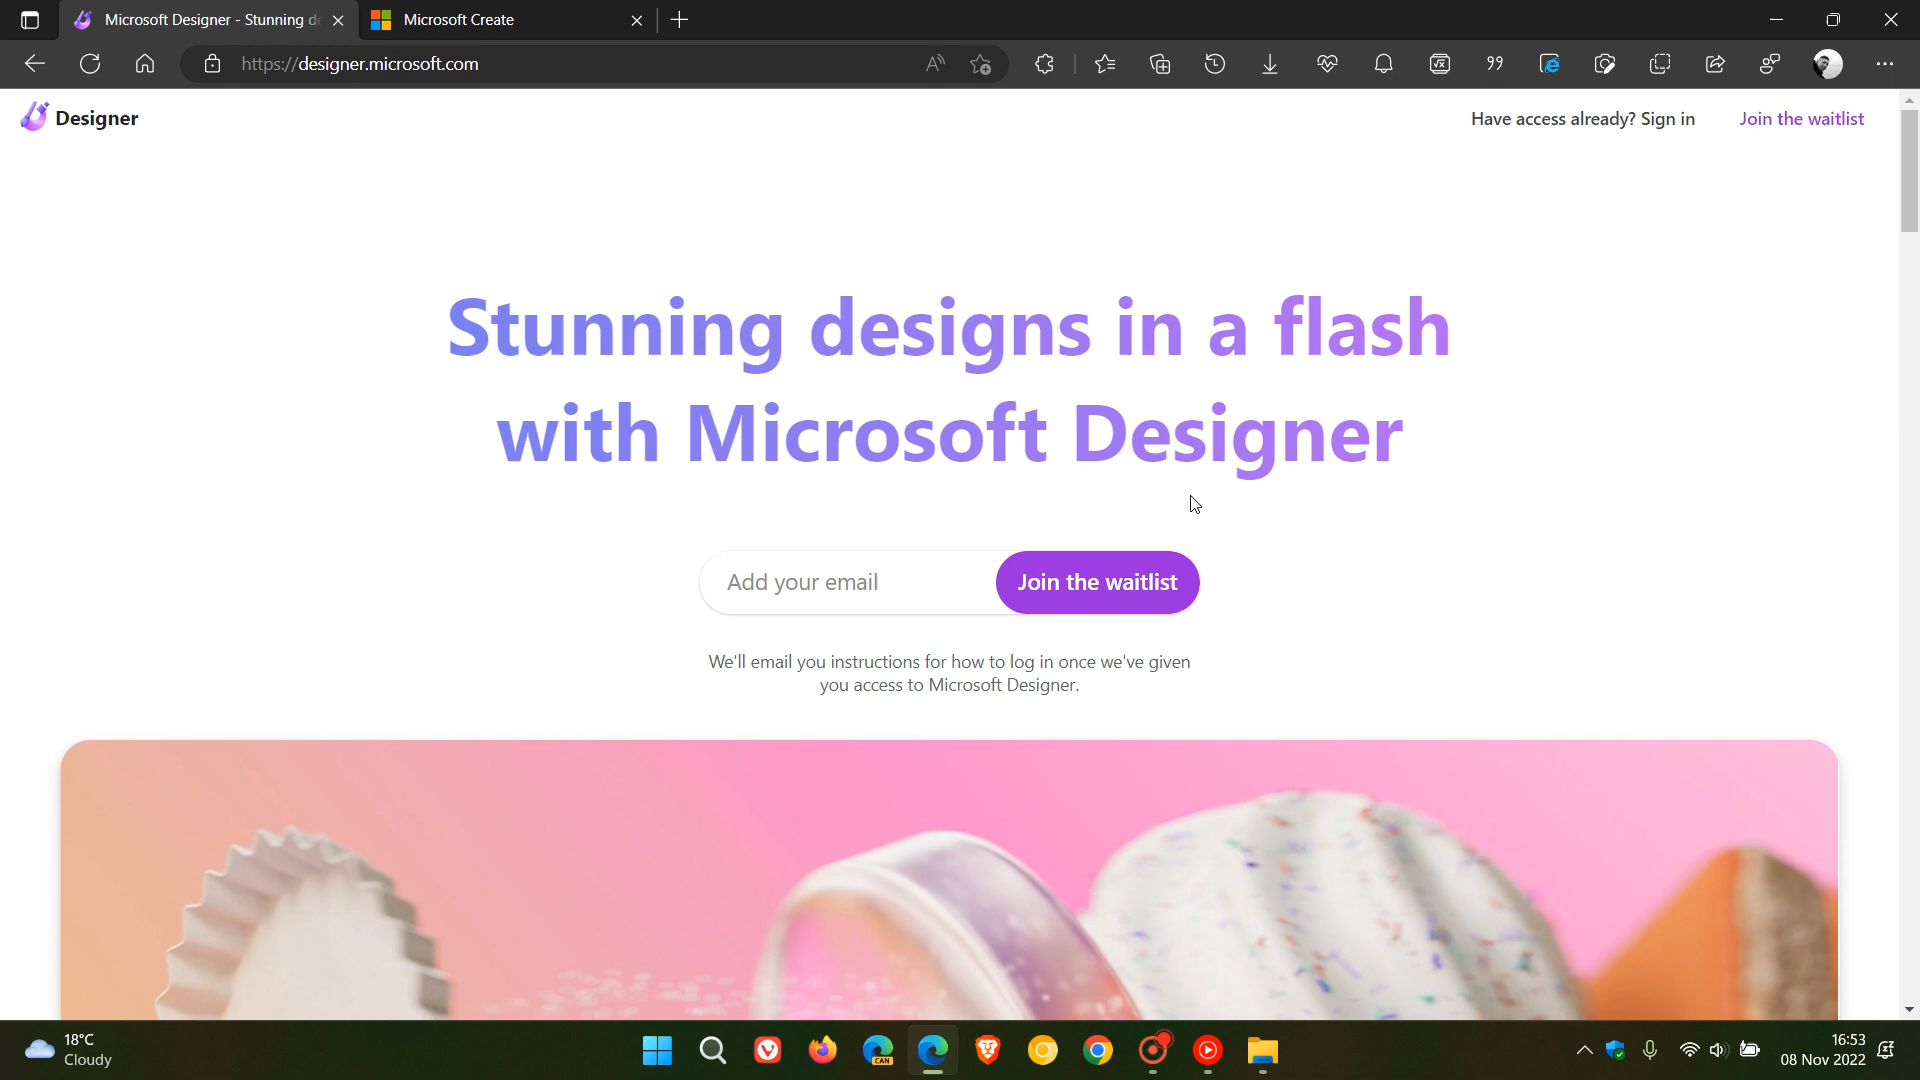 Microsoft Designer - Stunning de
Microsoft Create
https://designer.microsoft.com
Designer
Have access already? Sign in
Join the waitlist
Stunning designs in a flash
with Microsoft Designer
Add your email
Join the waitlist
We'll email you instructions for how to log in once we've given
you access to Microsoft Designer.
18°C
Cloudy
CAN
16:53
08 Nov 2022